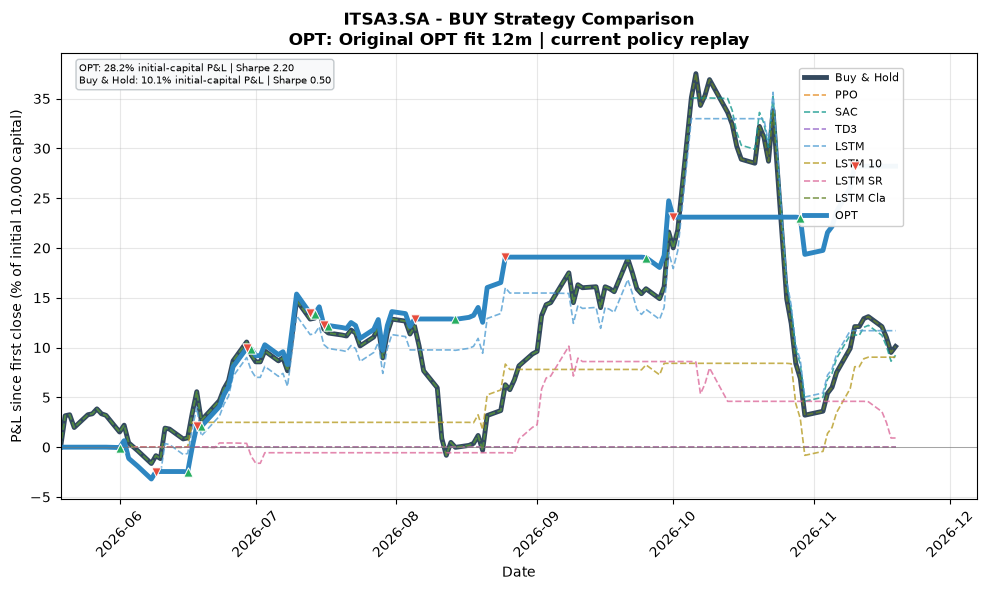 ITSA3.SA - BUY Strategy Comparison
OPT: Original OPT fit 12m | current policy replay
OPT: 28.2% initial-capital P&L | Sharpe 2.20
Buy & Hold: 10.1% initial-capital P&L | Sharpe 0.50
Buy & Hold
PPO
SAC
TD3
LSTM
LSTM 10
LSTM SR
LSTM Cla
OPT
P&L since first close (% of initial 10,000 capital)
35
30
25
20
15
10
5
0
−5
2026-06
2026-07
2026-08
2026-09
2026-10
2026-11
2026-12
Date